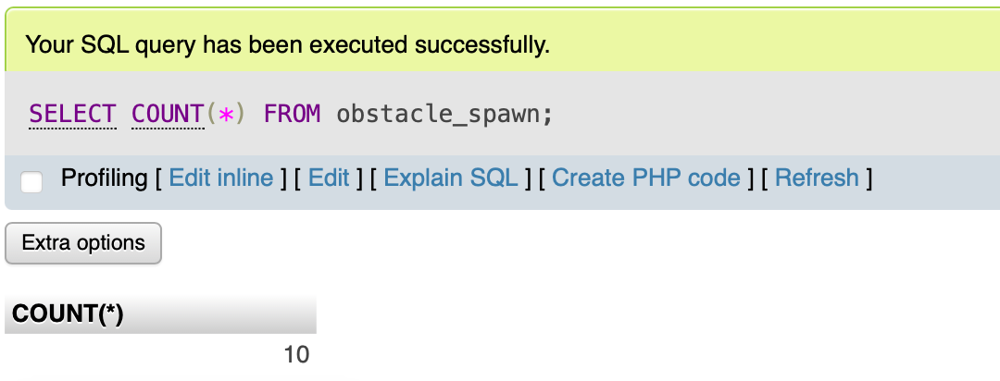 Your SQL query has been executed successfully.
SELECT COUNT(*) FROM obstacle_spawn;
Profiling [ Edit inline ] [ Edit ] [ Explain SQL ] [ Create PHP code ] [ Refresh ]
Extra options
COUNT(*)
10